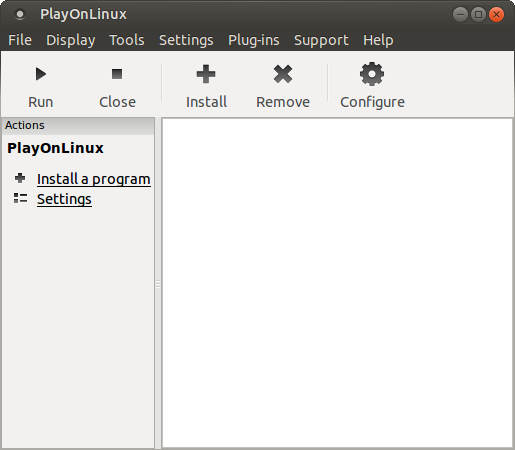 PlayOnLinux
File Display Tools Settings Plug-ins Support Help
Run Close Install Remove Configure
Actions
PlayOnLinux
Install a program
Settings